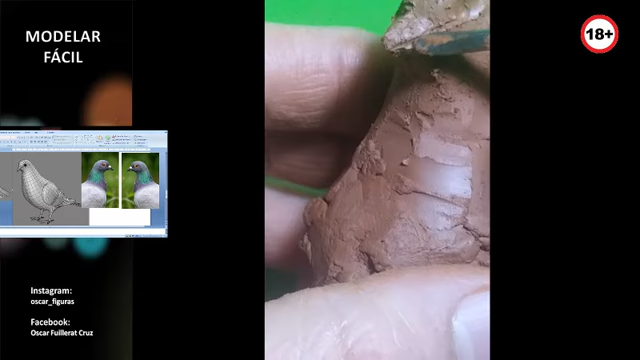 MODELAR
FÁCIL
18+
Instagram:
oscar_figuras
Facebook:
Oscar Fuillerat Cruz